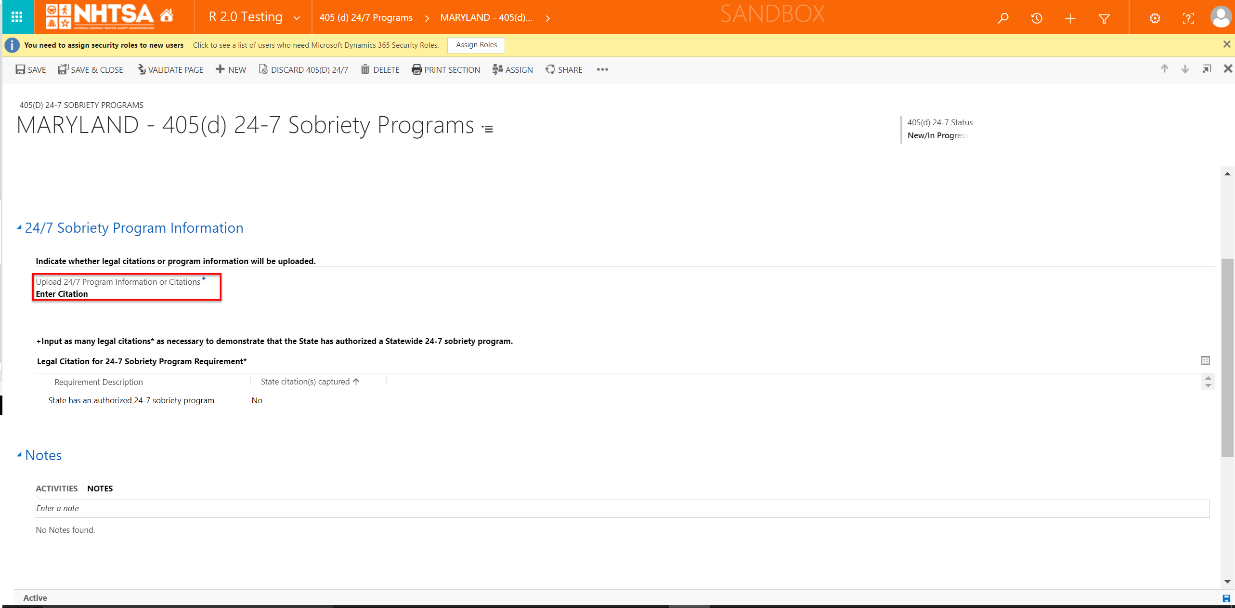 NHTSA
R 2.0 Testing
405 (d) 24/7 Programs
MARYLAND - 405(d)...
SANDBOX
You need to assign security roles to new users Click to see a list of users who need Microsoft Dynamics 365 Security Roles. Assign Roles
SAVE SAVE & CLOSE VALIDATE PAGE NEW DISCARD 405(D) 24/7 DELETE PRINT SECTION ASSIGN SHARE •••
405(D) 24-7 SOBRIETY PROGRAMS
MARYLAND - 405(d) 24-7 Sobriety Programs
405(d) 24-7 Status
New/In Progress
24/7 Sobriety Program Information
Indicate whether legal citations or program information will be uploaded.
Upload 24/7 Program Information or Citations *
Enter Citation
+Input as many legal citations* as necessary to demonstrate that the State has authorized a Statewide 24-7 sobriety program.
Legal Citation for 24-7 Sobriety Program Requirement*
Requirement Description State citation(s) captured ↑
State has an authorized 24-7 sobriety program No
Notes
ACTIVITIES NOTES
Enter a note
No Notes found.
Active